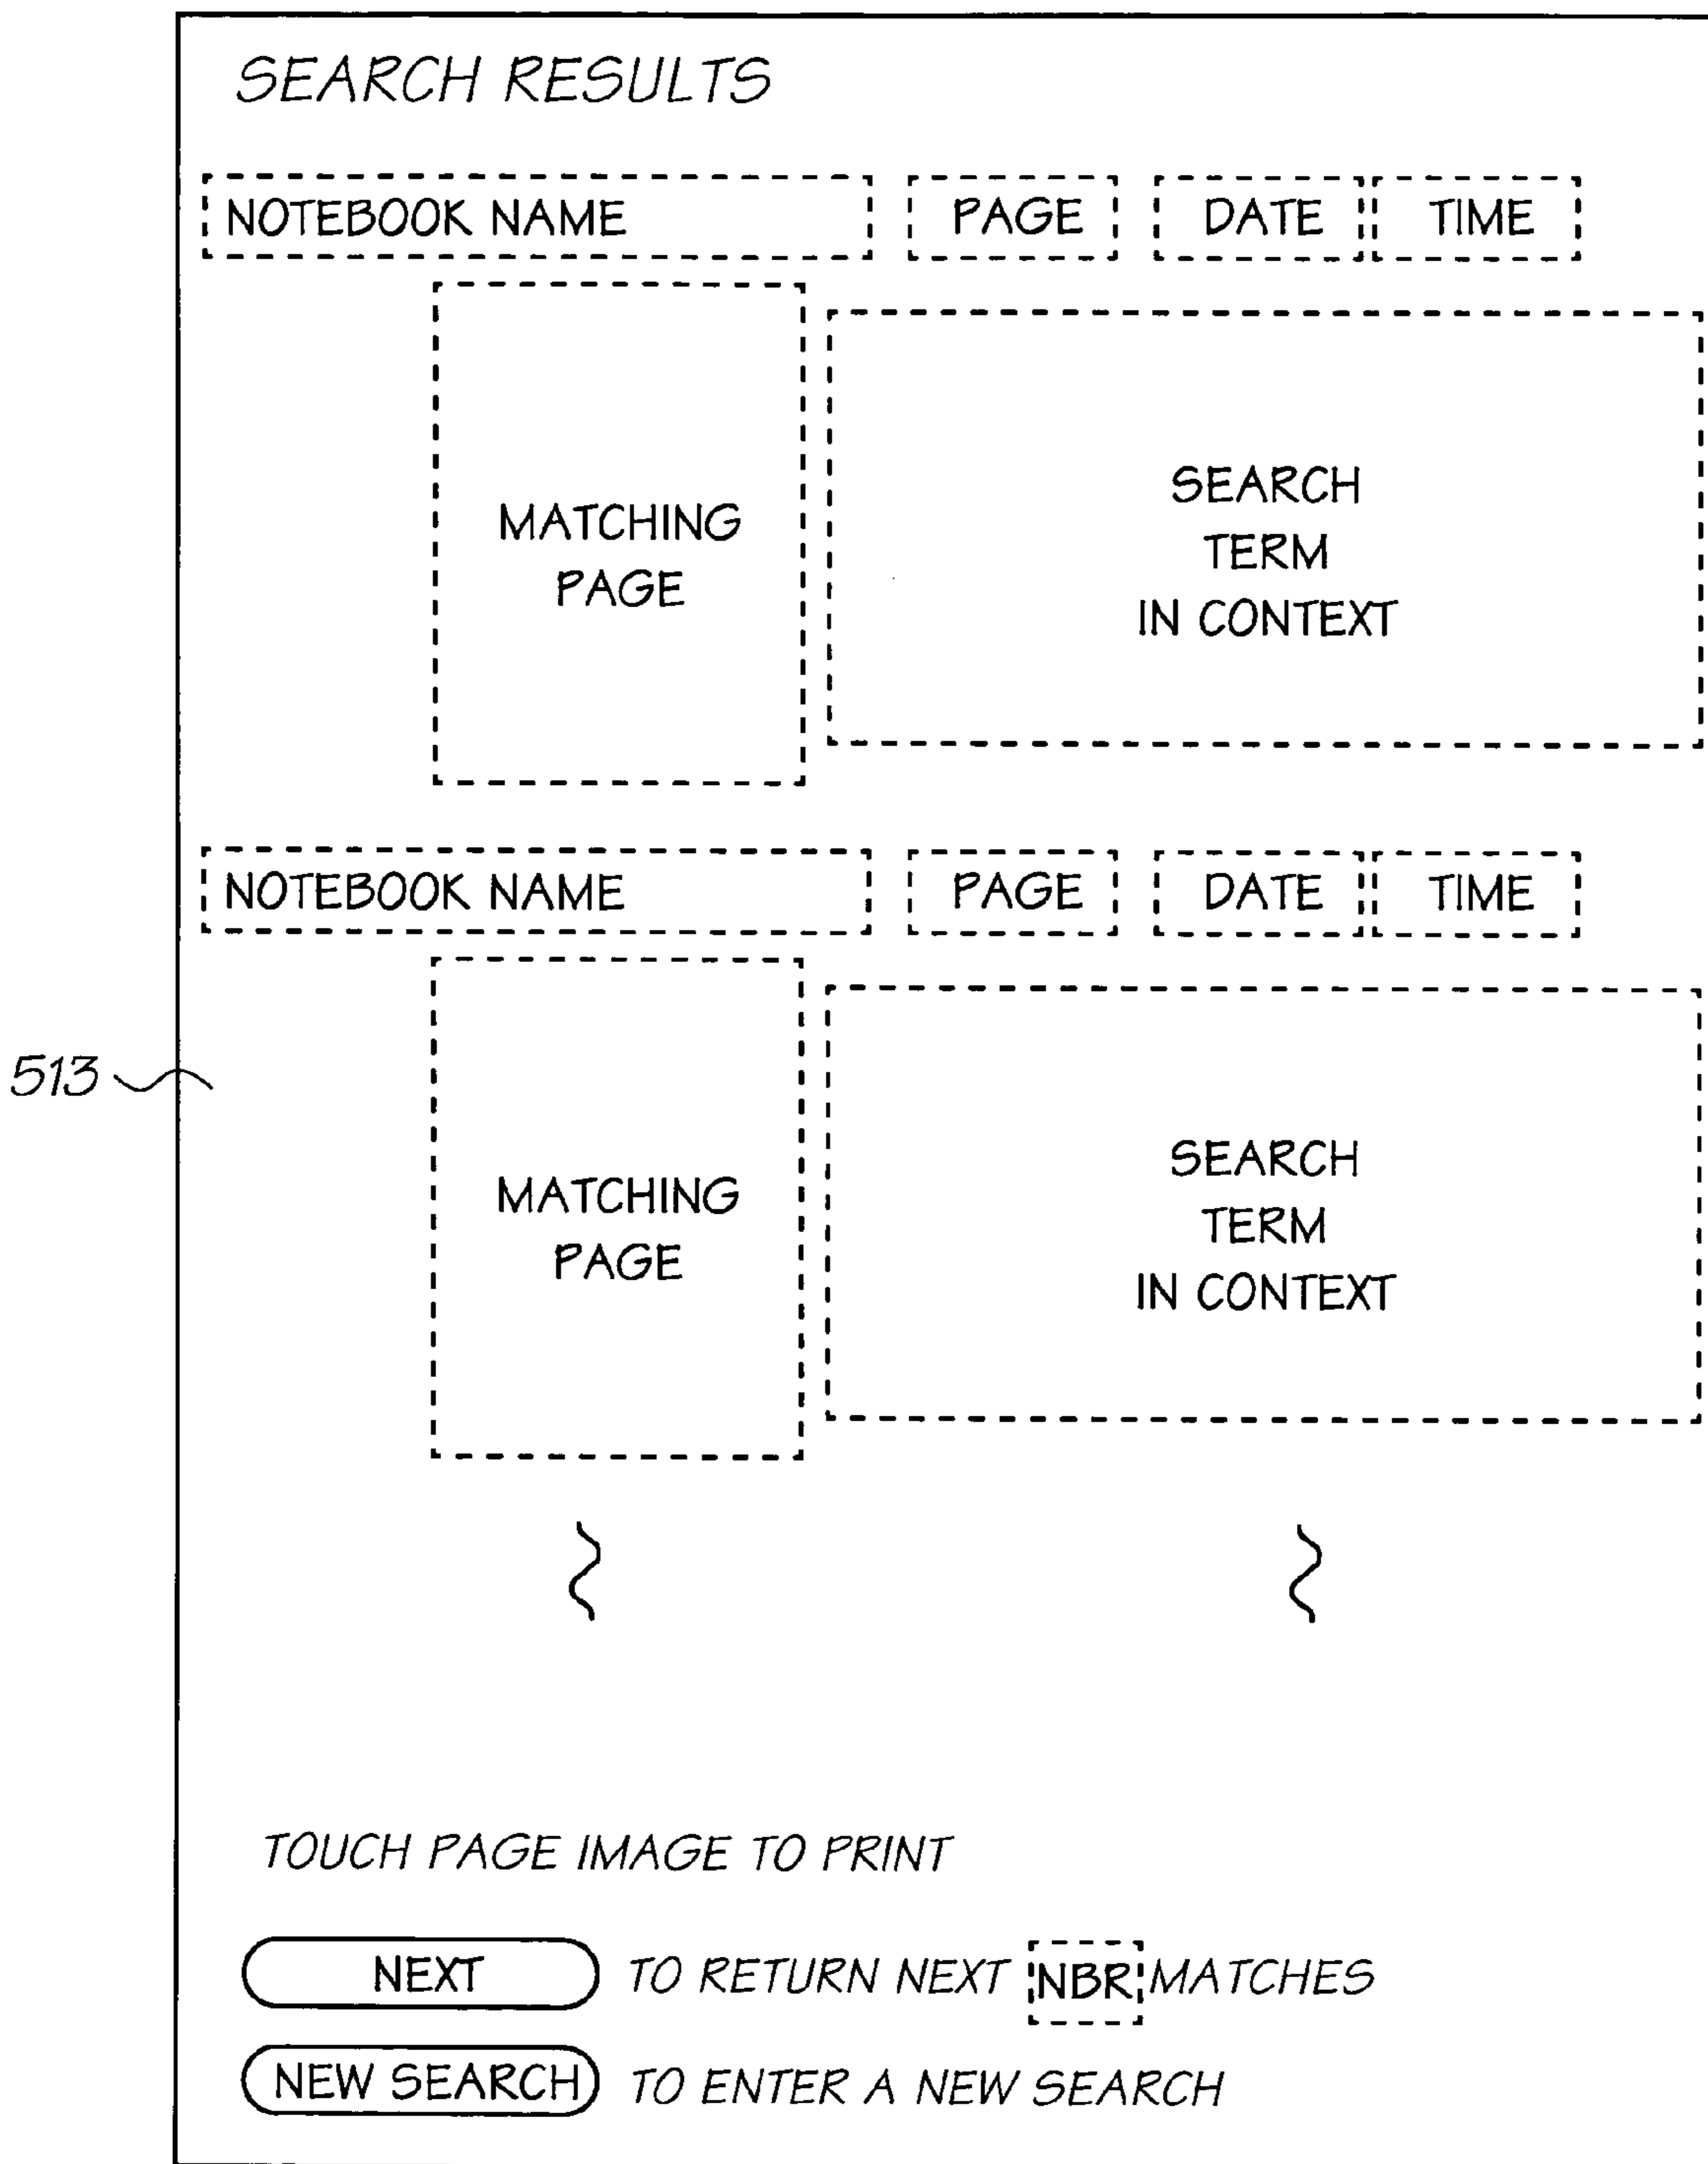 SEARCH RESULTS
NOTEBOOK NAME PAGE DATE TIME
MATCHING
PAGE
SEARCH
TERM
IN CONTEXT
NOTEBOOK NAME PAGE DATE TIME
513
MATCHING
PAGE
SEARCH
TERM
IN CONTEXT
TOUCH PAGE IMAGE TO PRINT
NEXT TO RETURN NEXT NBR MATCHES
NEW SEARCH TO ENTER A NEW SEARCH